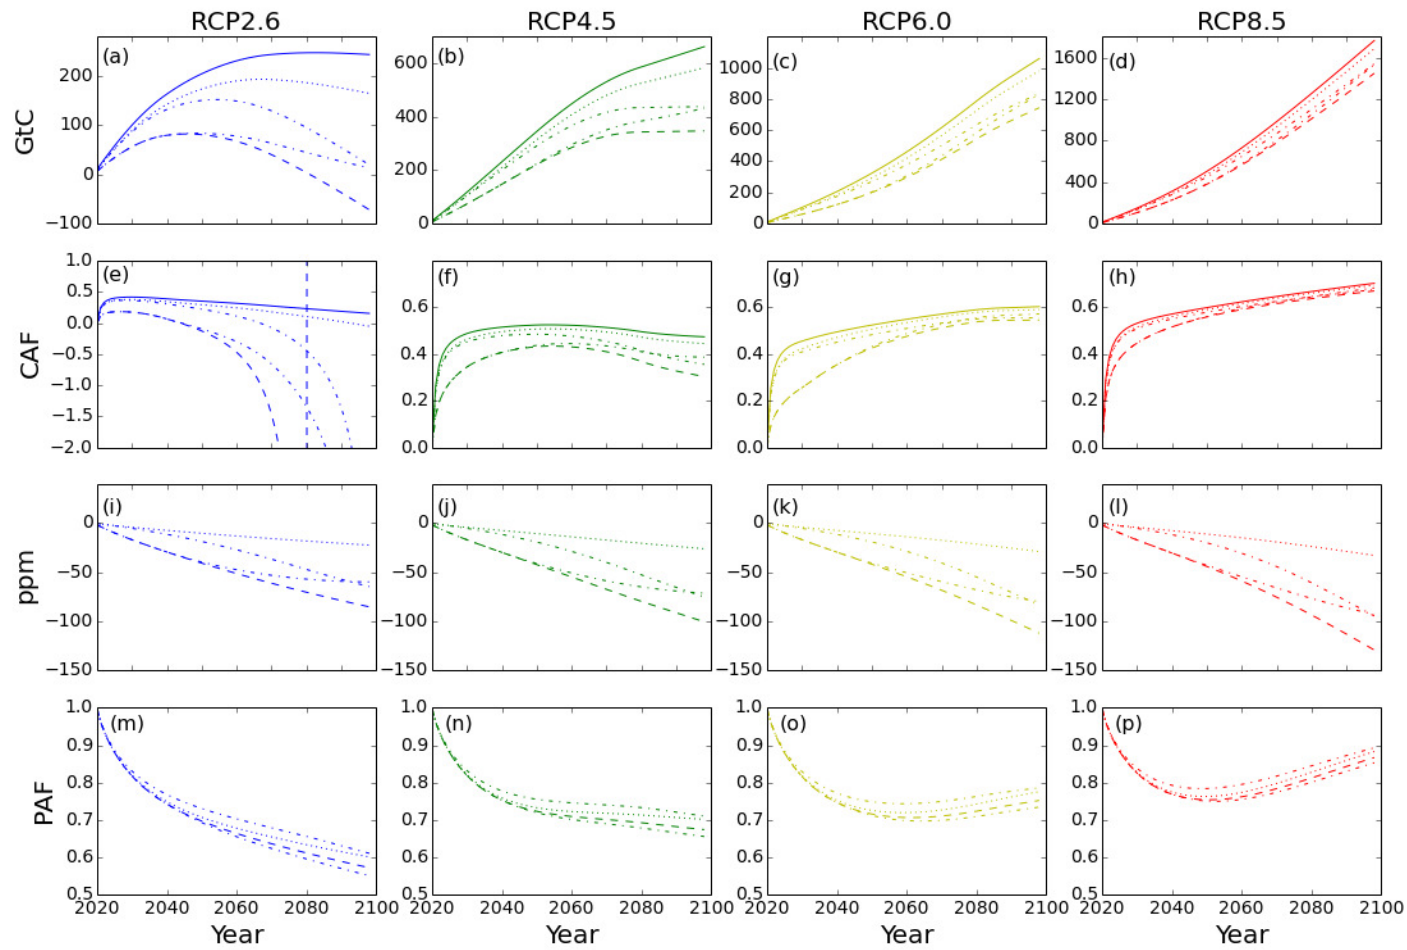 RCP2.6 RCP4.5 RCP6.0 RCP8.5
GtC
(a) 200 100 0 −100
(b) 600 400 200 0
(c) 1000 800 600 400 200 0
(d) 1600 1200 800 400 0
CAF
(e) 1.0 0.5 0.0 −0.5 −1.0 −1.5 −2.0
(f) 0.6 0.4 0.2 0.0
(g) 0.6 0.4 0.2 0.0
(h) 0.6 0.4 0.2 0.0
ppm
(i) 0 −50 −100 −150
(j) 0 −50 −100 −150
(k) 0 −50 −100 −150
(l) 0 −50 −100 −150
PAF
(m) 1.0 0.9 0.8 0.7 0.6 0.5
(n) 1.0 0.9 0.8 0.7 0.6 0.5
(o) 1.0 0.9 0.8 0.7 0.6 0.5
(p) 1.0 0.9 0.8 0.7 0.6 0.5
2020 2040 2060 2080 2100 2020 2040 2060 2080 2100 2020 2040 2060 2080 2100 2020 2040 2060 2080 2100
Year Year Year Year